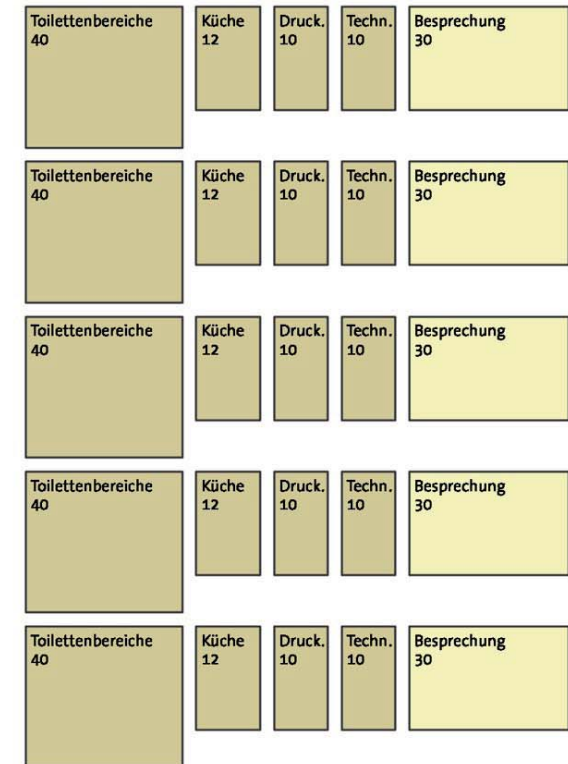 Toilettenbereiche
40
Küche
12
Druck.
10
Techn.
10
Besprechung
30
Toilettenbereiche
40
Küche
12
Druck.
10
Techn.
10
Besprechung
30
Toilettenbereiche
40
Küche
12
Druck.
10
Techn.
10
Besprechung
30
Toilettenbereiche
40
Küche
12
Druck.
10
Techn.
10
Besprechung
30
Toilettenbereiche
40
Küche
12
Druck.
10
Techn.
10
Besprechung
30